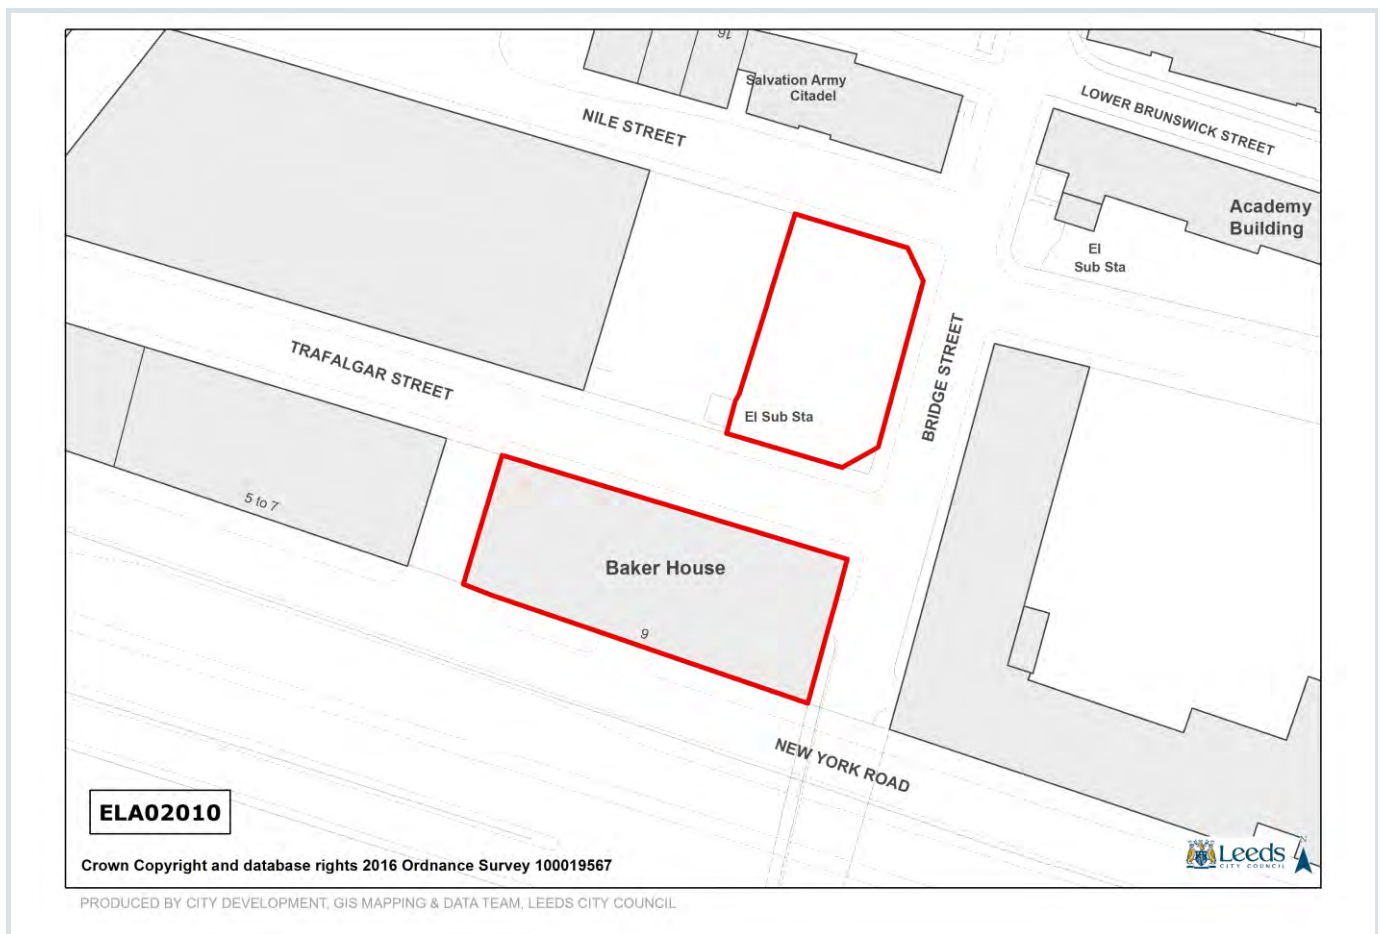 16
Salvation Army
Citadel
NILE STREET
LOWER BRUNSWICK STREET
Academy
Building
El
Sub Sta
TRAFALGAR STREET
BRIDGE STREET
El Sub Sta
5 to 7
Baker House
9
NEW YORK ROAD
ELA02010
Crown Copyright and database rights 2016 Ordnance Survey 100019567
Leeds
CITY COUNCIL
N
PRODUCED BY CITY DEVELOPMENT, GIS MAPPING & DATA TEAM, LEEDS CITY COUNCIL